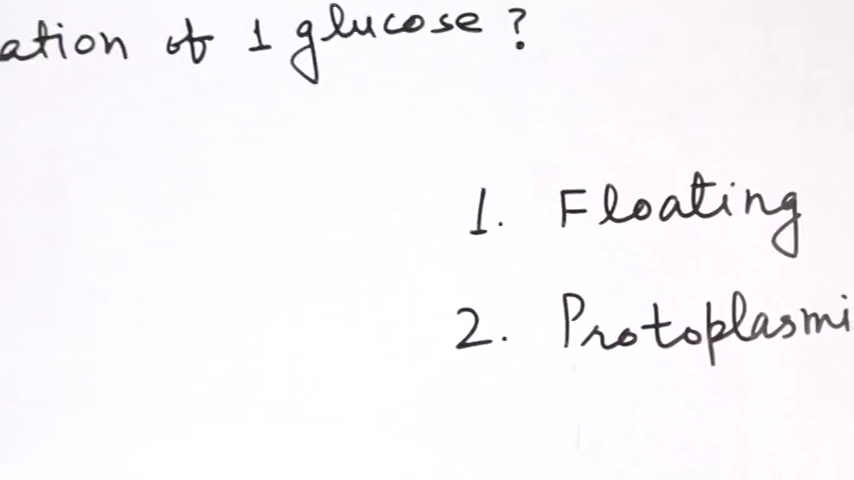 ation of 1 glucose ?
1. Floating
2. Protoplasmi